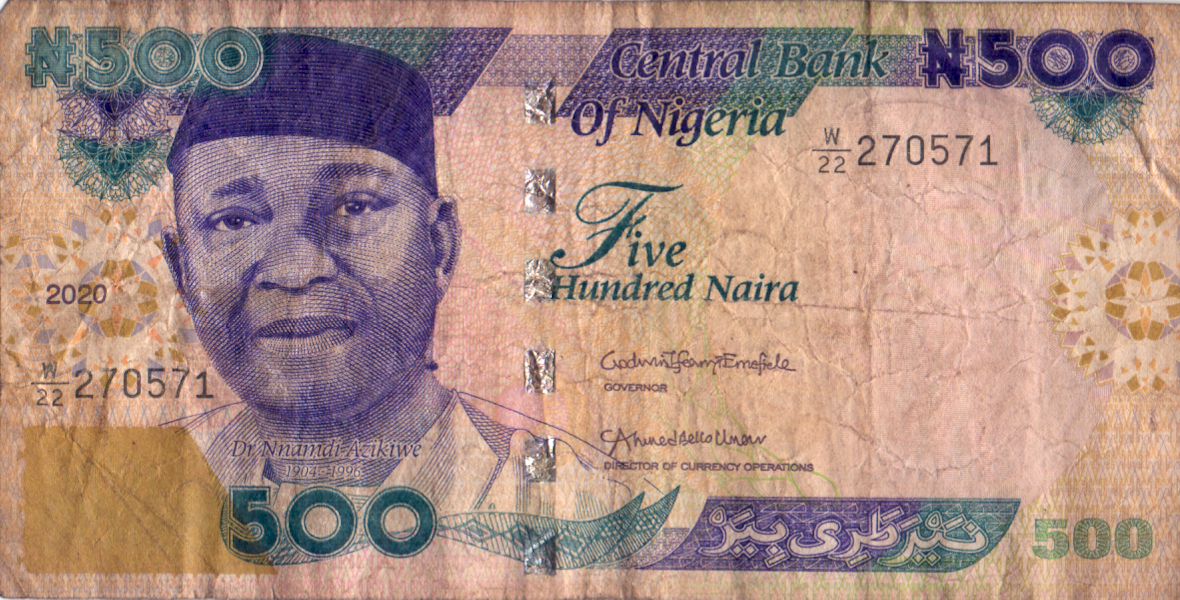 ₦500
Central Bank
Of Nigeria
₦500
W/22 270571
Five
Hundred Naira
2020
W/22 270571
Godwin Ifeanyi Emefiele
GOVERNOR
Ahmed Bello Umar
DIRECTOR OF CURRENCY OPERATIONS
Dr Nnamdi Azikiwe
1904-1996
500
نَيْرَ طَرِى بِيَرْ
500